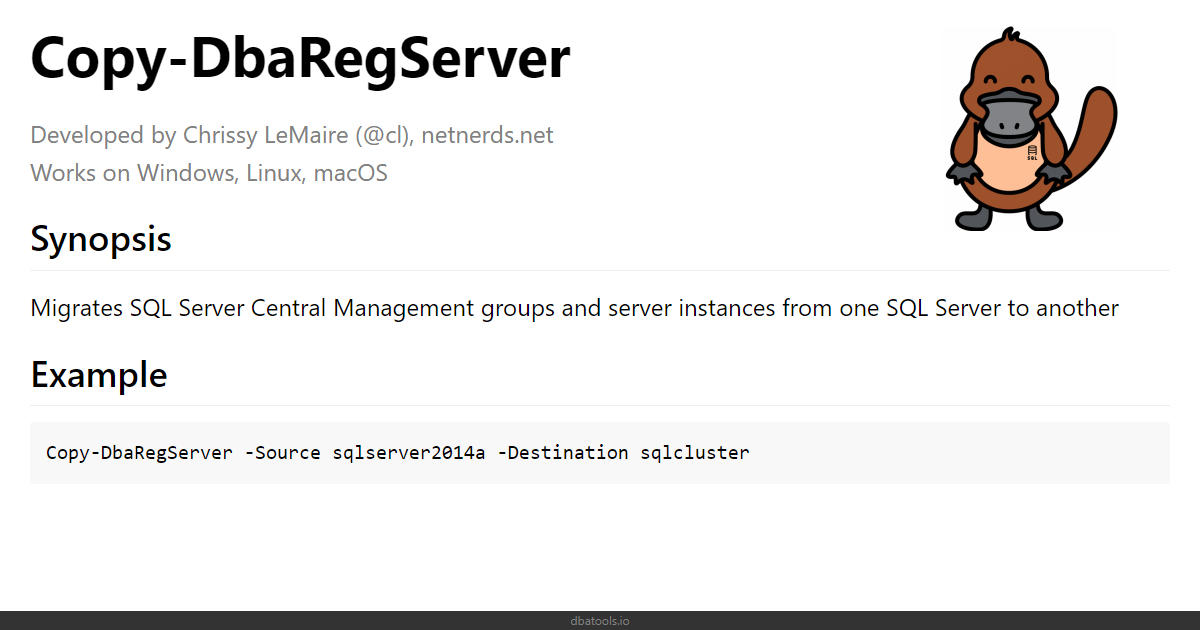 Copy-DbaRegServer
Developed by Chrissy LeMaire (@cl), netnerds.net
Works on Windows, Linux, macOS
SQL
Synopsis
Migrates SQL Server Central Management groups and server instances from one SQL Server to another
Example
Copy-DbaRegServer -Source sqlserver2014a -Destination sqlcluster
dbatools.io